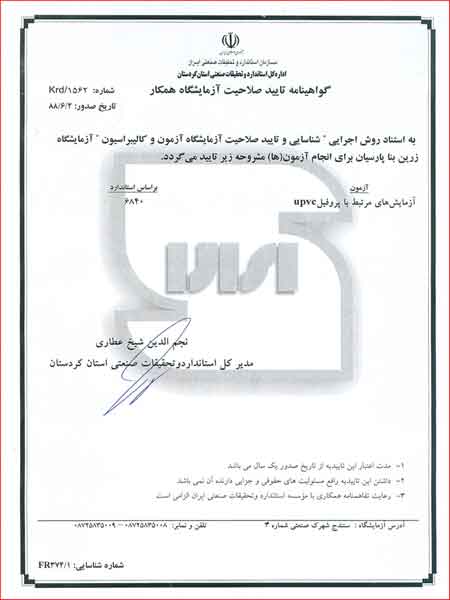 سازمان استاندارد و تحقیقات صنعتی ایران
اداره کل استاندارد و تحقیقات صنعتی استان کردستان
گواهینامه تایید صلاحیت آزمایشگاه همکار
شماره: Krd/۱۵۶۲
تاریخ صدور: ۸۸/۶/۲
به استناد روش اجرایی " شناسایی و تایید صلاحیت آزمایشگاه آزمون و کالیبراسیون " آزمایشگاه
زرین بنا پارسیان برای انجام آزمون(ها) مشروحه زیر تایید می‌گردد.
آزمون براساس استاندارد
آزمایش‌های مرتبط با پروفیل upvc ۶۸۴۰
نجم الدین شیخ عطاری
مدیر کل استاندارد و تحقیقات صنعتی استان کردستان
۱- مدت اعتبار این تاییدیه از تاریخ صدور یک سال می باشد
۲- داشتن این تاییدیه رافع مسئولیت های حقوقی و جزایی دارنده آن نمی باشد
۳- رعایت تفاهمنامه همکاری با مؤسسه استاندارد و تحقیقات صنعتی ایران الزامی است.
آدرس آزمایشگاه : سنندج شهرک صنعتی شماره ۳ تلفن و نمابر: ۰۸۷۲۵۸۳۵۰۰۸ – ۰۸۷۲۵۸۳۵۰۰۹
شماره شناسایی: FR۳۷۲/۱